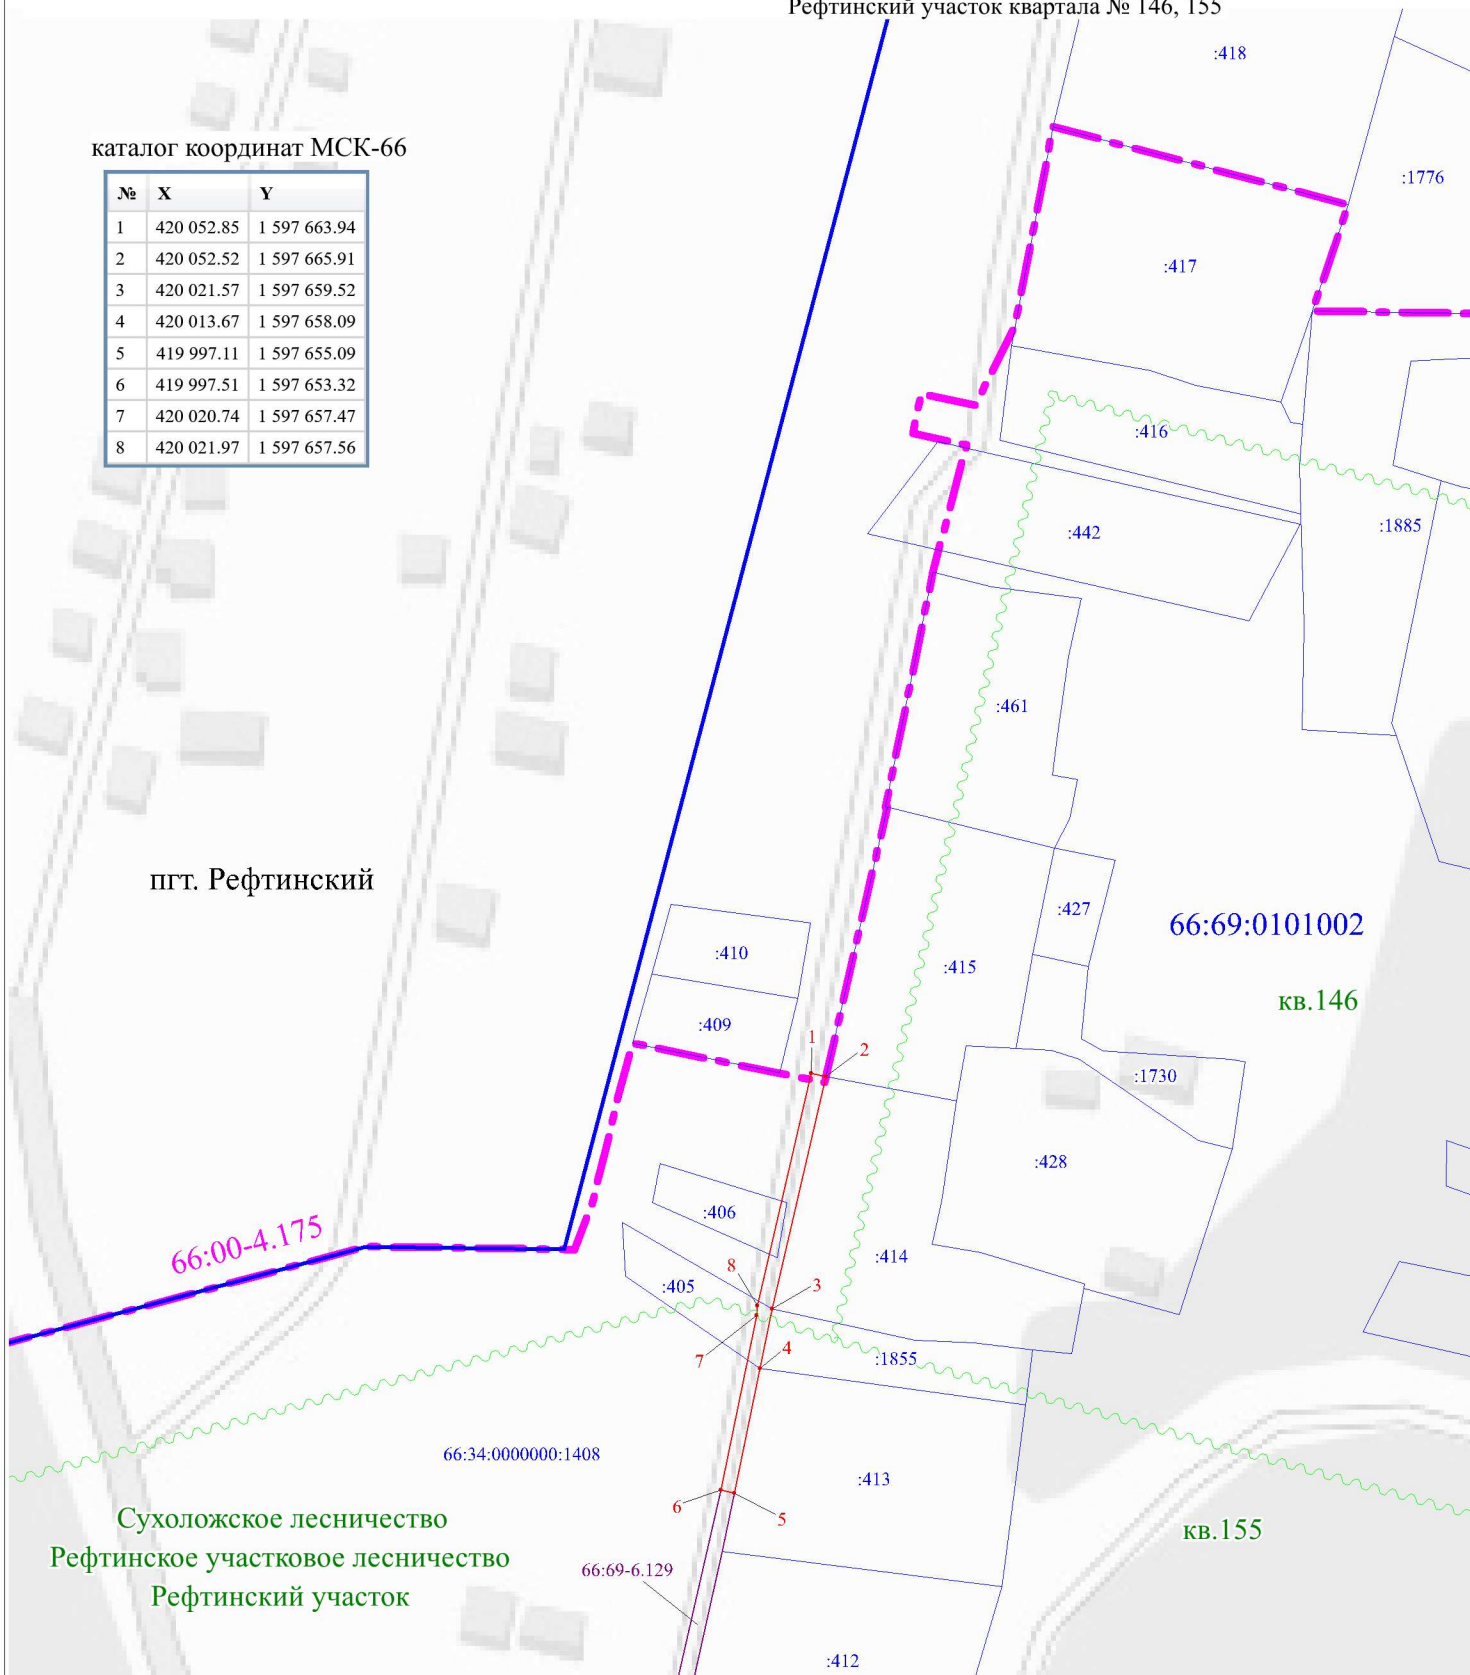 Рефтинский участок квартала № 146, 155
:418
каталог координат МСК-66
№ X Y
1 420 052.85 1 597 663.94
2 420 052.52 1 597 665.91
3 420 021.57 1 597 659.52
4 420 013.67 1 597 658.09
5 419 997.11 1 597 655.09
6 419 997.51 1 597 653.32
7 420 020.74 1 597 657.47
8 420 021.97 1 597 657.56
:1776
:417
:416
:442
:1885
:461
пгт. Рефтинский
:427
66:69:0101002
:410
:415
кв.146
:409
1
2
:1730
:428
:406
66:00-4.175
:414
8
3
:405
7
4
:1855
66:34:0000000:1408
:413
6
5
Сухоложское лесничество
Рефтинское участковое лесничество
Рефтинский участок
кв.155
66:69-6.129
:412